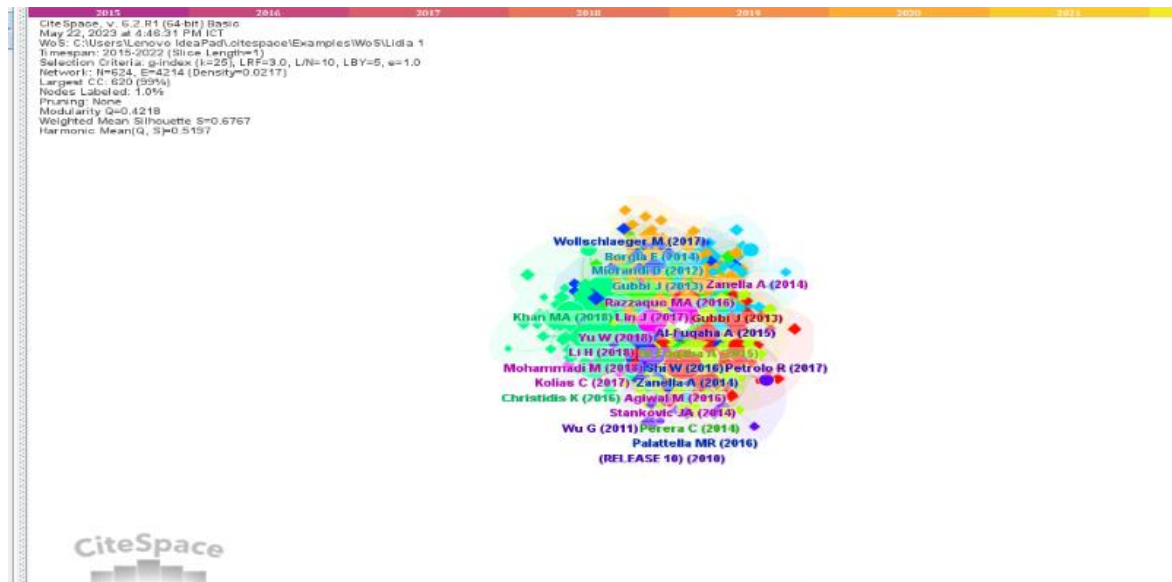 2015 2016 2017 2018 2019 2020 2021
CiteSpace, v. 6.2.R1 (64-bit) Basic
May 22, 2023 at 4:46:31 PM ICT
WoS: C:\Users\Lenovo IdeaPad\.citespace\Examples\WoS\Lidia 1
Timespan: 2015-2022 (Slice Length=1)
Selection Criteria: g-index (k=25), LRF=3.0, L/N=10, LBY=5, e=1.0
Network: N=624, E=4214 (Density=0.0217)
Largest CC: 620 (99%)
Nodes Labeled: 1.0%
Pruning: None
Modularity Q=0.4218
Weighted Mean Silhouette S=0.6767
Harmonic Mean(Q, S)=0.5197
Wollschlaeger M (2017)
Borgia E (2014)
Miorandi D (2012)
Gubbi J (2013) Zanella A (2014)
Razzaque MA (2016)
Khan MA (2018) Lin J (2017) Gubbi J (2013)
Yu W (2018) Al-Fuqaha A (2015)
Li H (2018) (2015)
Mohammadi M (2018) Shi W (2016) Petrolo R (2017)
Kolias C (2017) Zanella A (2014)
Christidis K (2016) Agiwal M (2016)
Stankovic JA (2014)
Wu G (2011) Perera C (2014)
Palattella MR (2016)
(RELEASE 10) (2010)
CiteSpace